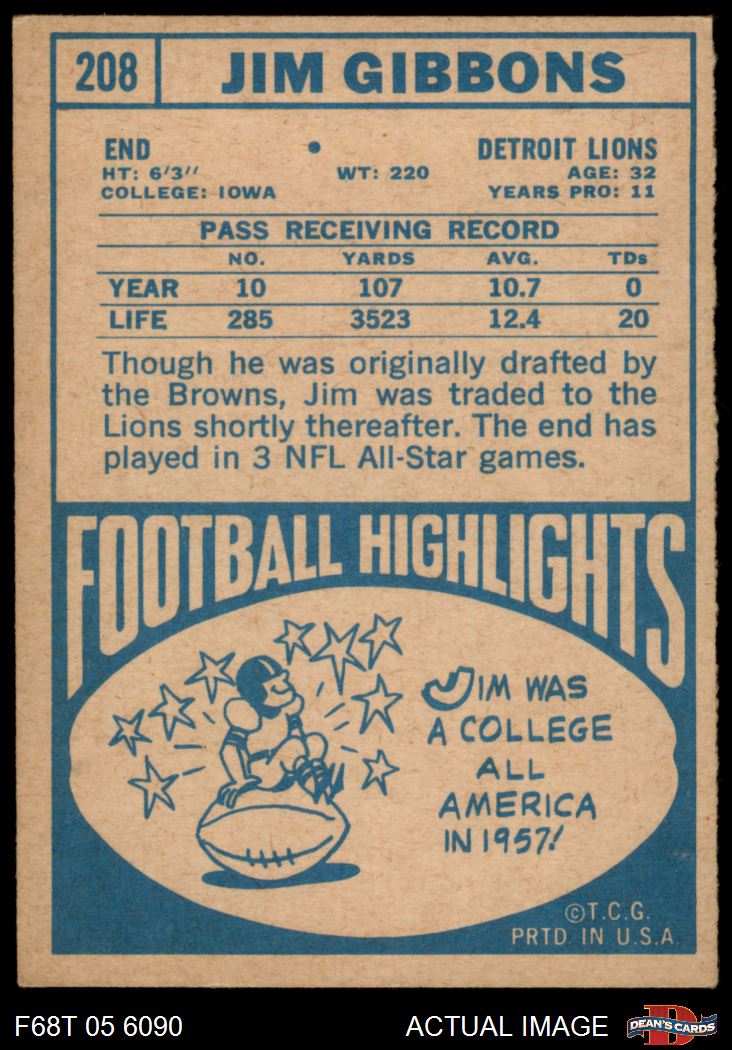 208 JIM GIBBONS
END • DETROIT LIONS
HT: 6'3'' WT: 220 AGE: 32
COLLEGE: IOWA YEARS PRO: 11
PASS RECEIVING RECORD
NO. YARDS AVG. TDs
YEAR 10 107 10.7 0
LIFE 285 3523 12.4 20
Though he was originally drafted by
the Browns, Jim was traded to the
Lions shortly thereafter. The end has
played in 3 NFL All-Star games.
FOOTBALL HIGHLIGHTS
JIM WAS
A COLLEGE
ALL
AMERICA
IN 1957!
©T.C.G.
PRTD. IN U.S.A.
F68T 05 6090 ACTUAL IMAGE D DEAN'S CARDS